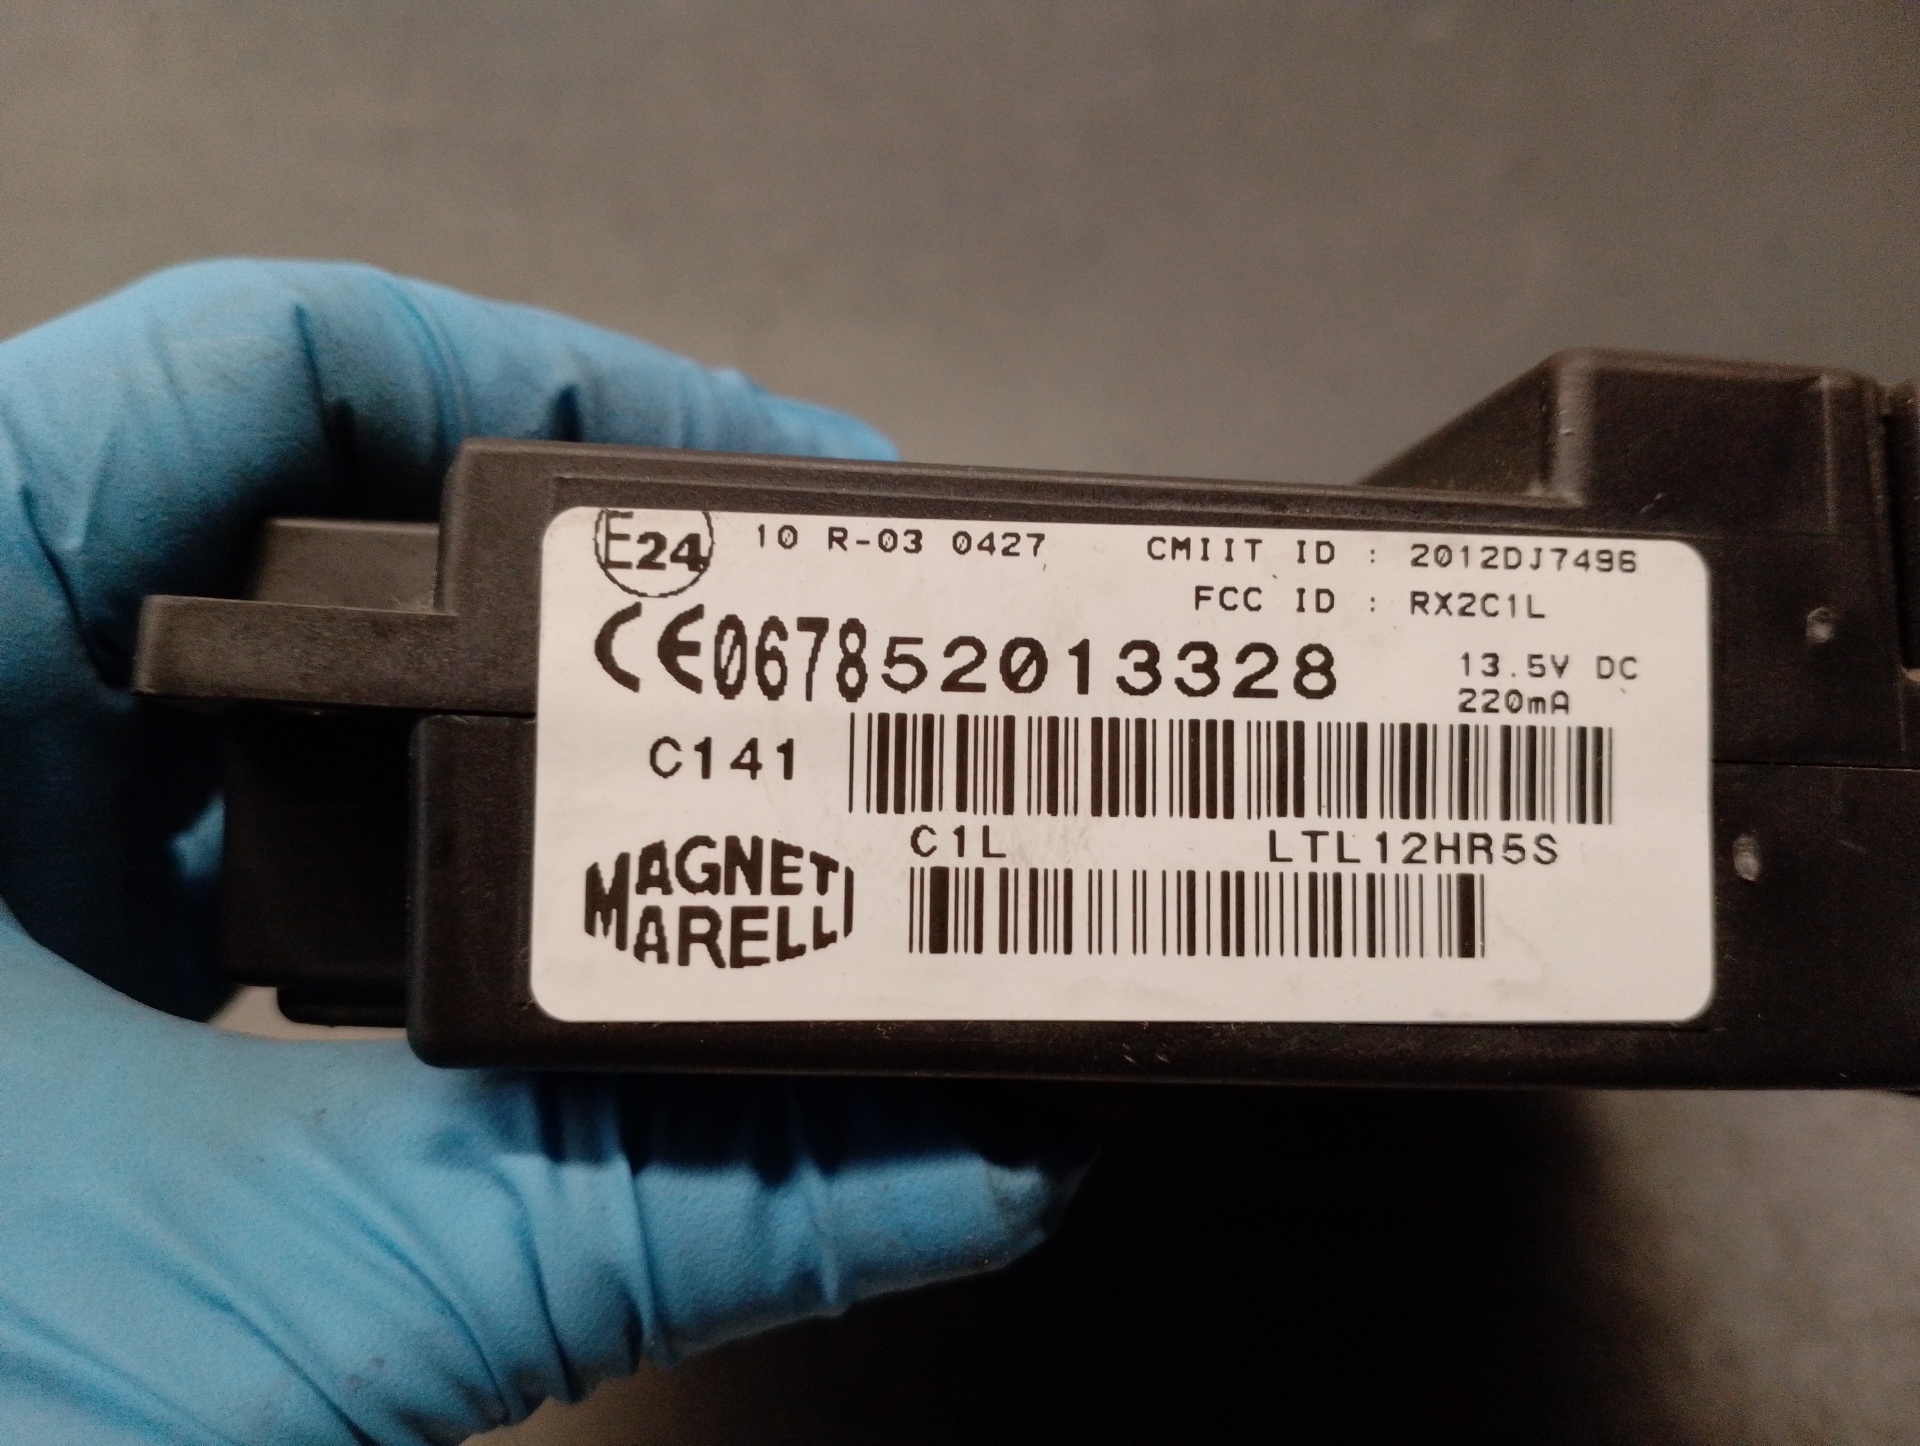 E24 10 R-03 0427 CMIIT ID : 2012DJ7496
FCC ID : RX2C1L
CE0678 52013328 13.5V DC
220mA
C141
C1L LTL12HR5S
MAGNETI
MARELLI